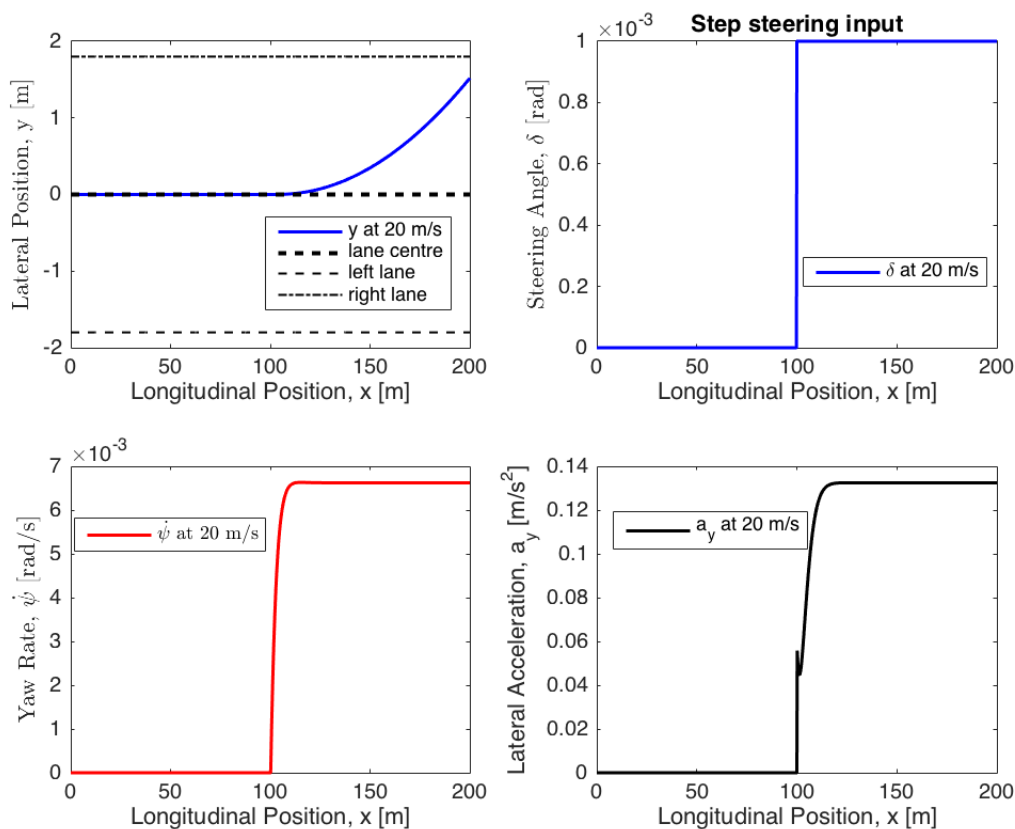 2
1
0
-1
-2
Lateral Position, y [m]
y at 20 m/s
lane centre
left lane
right lane
0 50 100 150 200
Longitudinal Position, x [m]
Step steering input
×10-3
1
0.8
0.6
0.4
0.2
0
Steering Angle, δ [rad]
δ at 20 m/s
0 50 100 150 200
Longitudinal Position, x [m]
×10-3
7
6
5
4
3
2
1
0
Yaw Rate, ψ̇ [rad/s]
ψ̇ at 20 m/s
0 50 100 150 200
Longitudinal Position, x [m]
0.14
0.12
0.1
0.08
0.06
0.04
0.02
0
Lateral Acceleration, ay [m/s2]
ay at 20 m/s
0 50 100 150 200
Longitudinal Position, x [m]